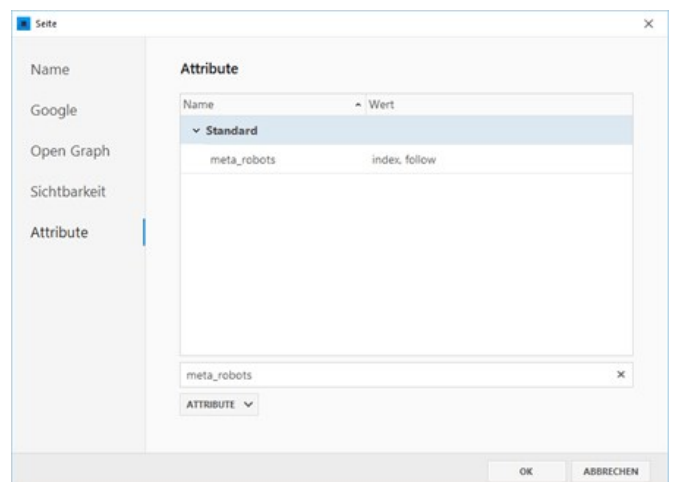 Seite
Name
Google
Open Graph
Sichtbarkeit
Attribute
Attribute
Name Wert
Standard
meta_robots index, follow
meta_robots
ATTRIBUTE
OK ABBRECHEN